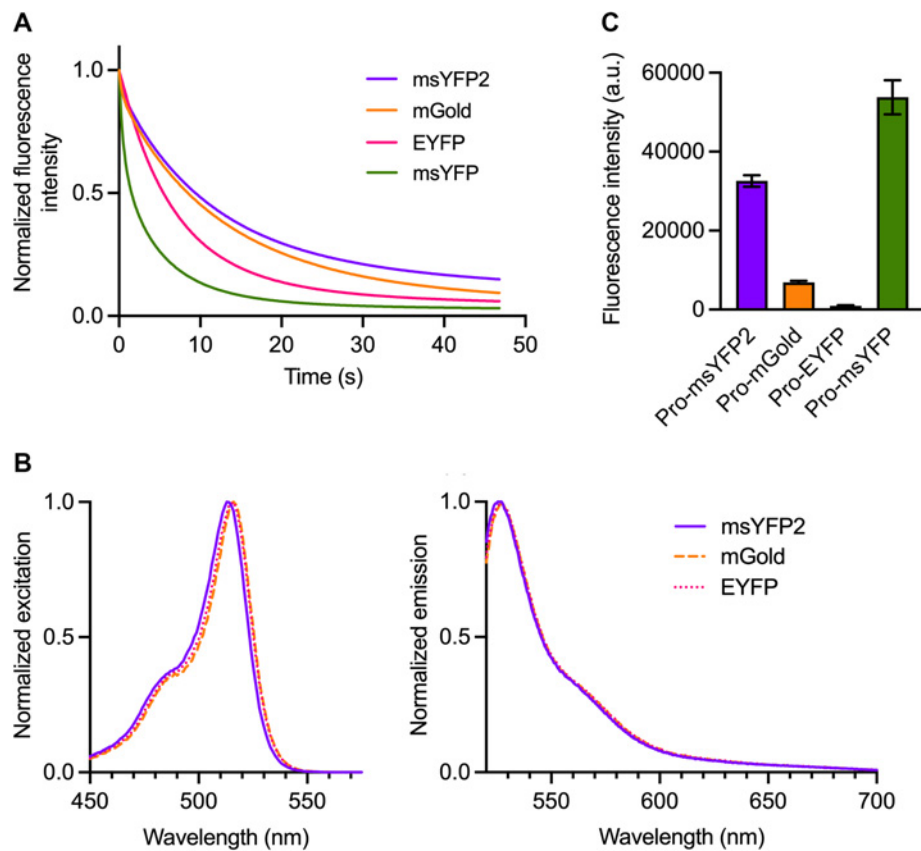 A
Normalized fluorescence
intensity
1.0
0.5
0.0
0 10 20 30 40 50
Time (s)
msYFP2
mGold
EYFP
msYFP
C
Fluorescence intensity (a.u.)
60000
40000
20000
0
Pro-msYFP2
Pro-mGold
Pro-EYFP
Pro-msYFP
B
Normalized excitation
1.0
0.5
0.0
450 500 550
Wavelength (nm)
Normalized emission
1.0
0.5
0.0
550 600 650 700
Wavelength (nm)
msYFP2
mGold
EYFP